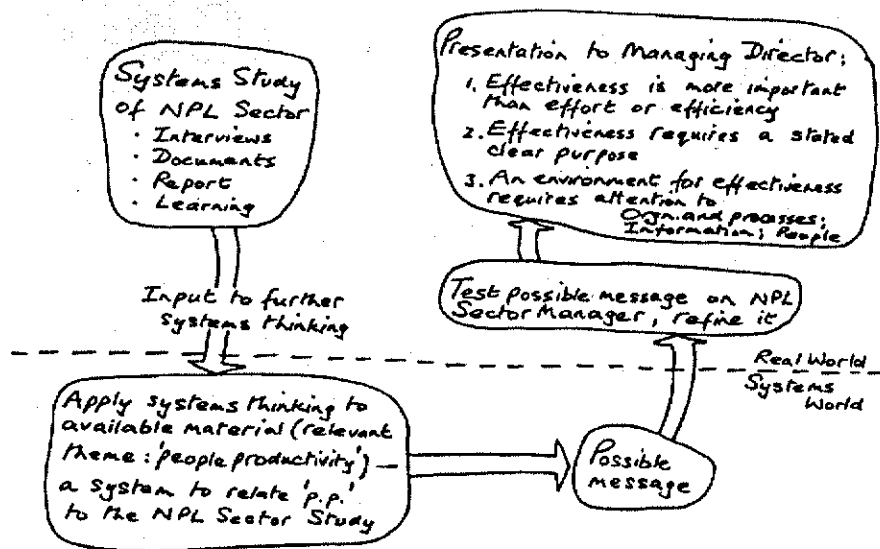 Systems Study
of NPL Sector
· Interviews
· Documents
· Report
· Learning
Input to further
systems thinking
Apply systems thinking to
available material (relevant
theme: 'people productivity') —
a system to relate 'p.p.'
to the NPL Sector Study
Possible
message
Real World
Systems
World
Test possible message on NPL
Sector Manager, refine it
Presentation to Managing Director:
1. Effectiveness is more important
than effort or efficiency
2. Effectiveness requires a stated
clear purpose
3. An environment for effectiveness
requires attention to
Orgn. and processes;
Information; People